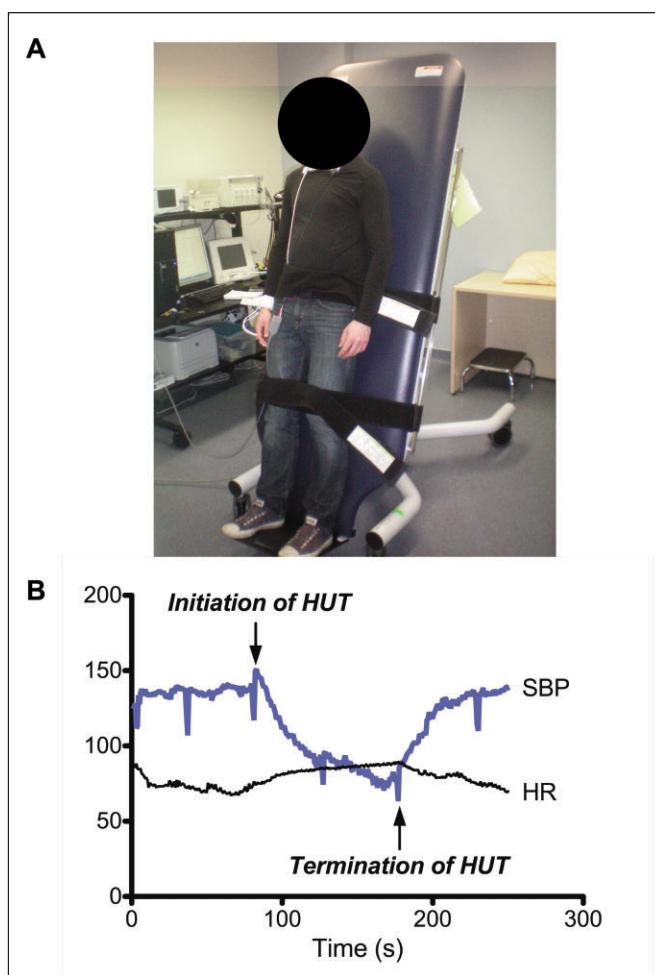 A
B
200
150
100
50
0
Initiation of HUT
SBP
HR
Termination of HUT
0
100
200
300
Time (s)